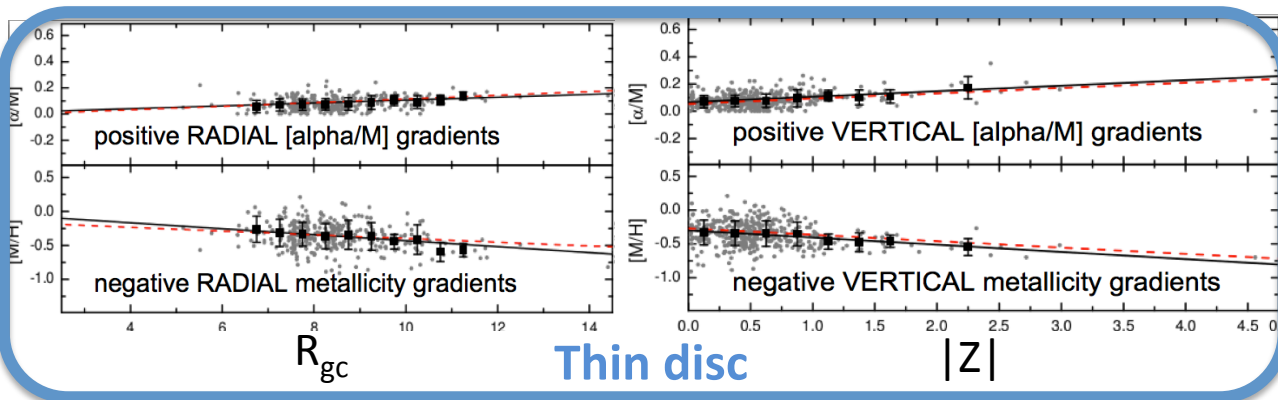 0.6
0.4
0.2
0.0
-0.2
[α/M]
positive RADIAL [alpha/M] gradients
0.5
0.0
-0.5
-1.0
[M/H]
negative RADIAL metallicity gradients
4 6 8 10 12 14
R_gc
0.6
0.4
0.2
0.0
-0.2
[α/M]
positive VERTICAL [alpha/M] gradients
0.5
0.0
-0.5
-1.0
[M/H]
negative VERTICAL metallicity gradients
0.0 0.5 1.0 1.5 2.0 2.5 3.0 3.5 4.0 4.5
|Z|
Thin disc